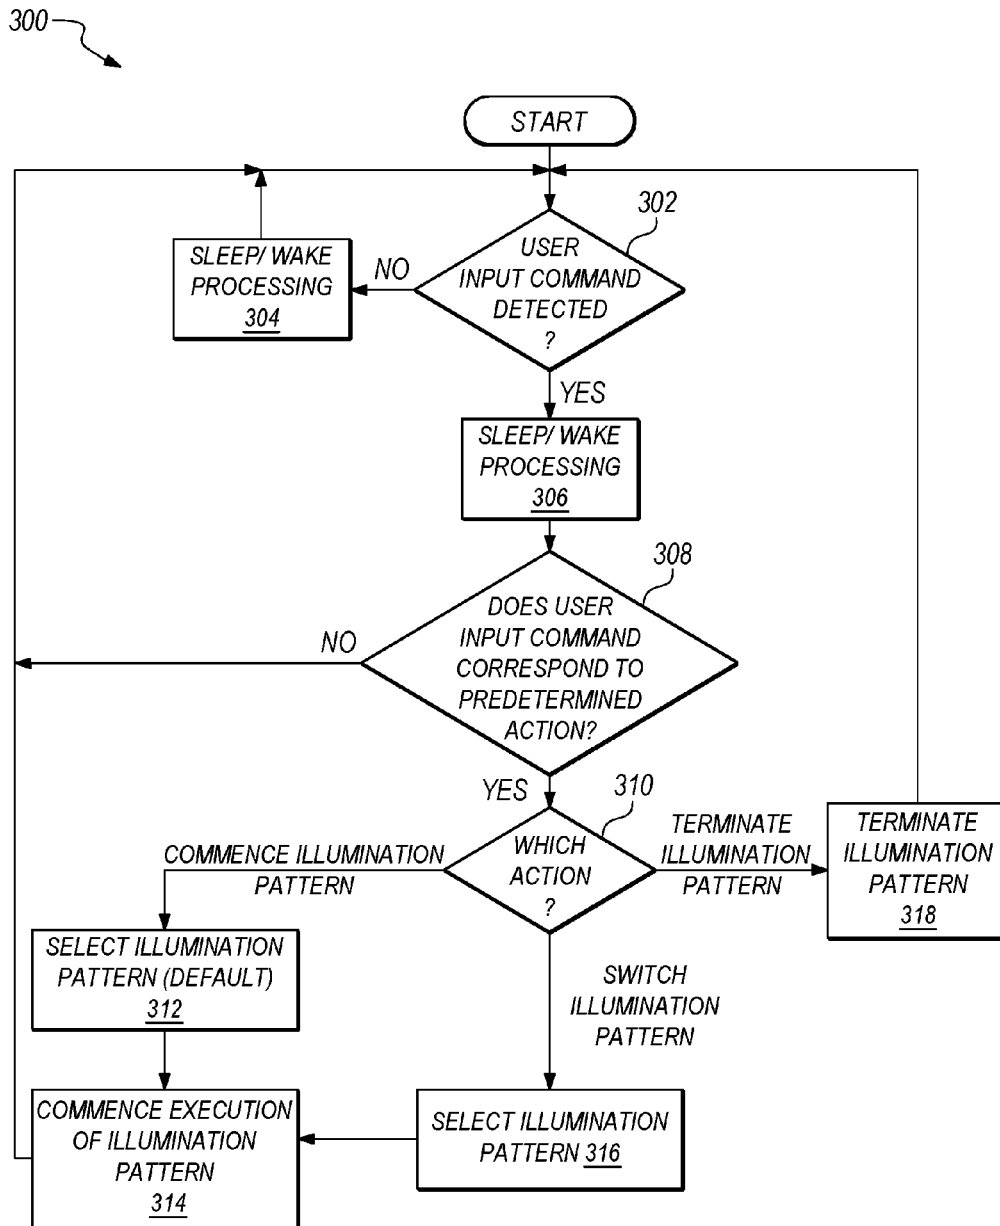 300
START
302
USER
INPUT COMMAND
DETECTED
?
NO
SLEEP/ WAKE
PROCESSING
304
YES
SLEEP/ WAKE
PROCESSING
306
308
DOES USER
INPUT COMMAND
CORRESPOND TO
PREDETERMINED
ACTION?
NO
YES
310
WHICH
ACTION
?
COMMENCE ILLUMINATION
PATTERN
TERMINATE
ILLUMINATION
PATTERN
TERMINATE
ILLUMINATION
PATTERN
318
SELECT ILLUMINATION
PATTERN (DEFAULT)
312
SWITCH
ILLUMINATION
PATTERN
COMMENCE EXECUTION
OF ILLUMINATION
PATTERN
314
SELECT ILLUMINATION
PATTERN 316